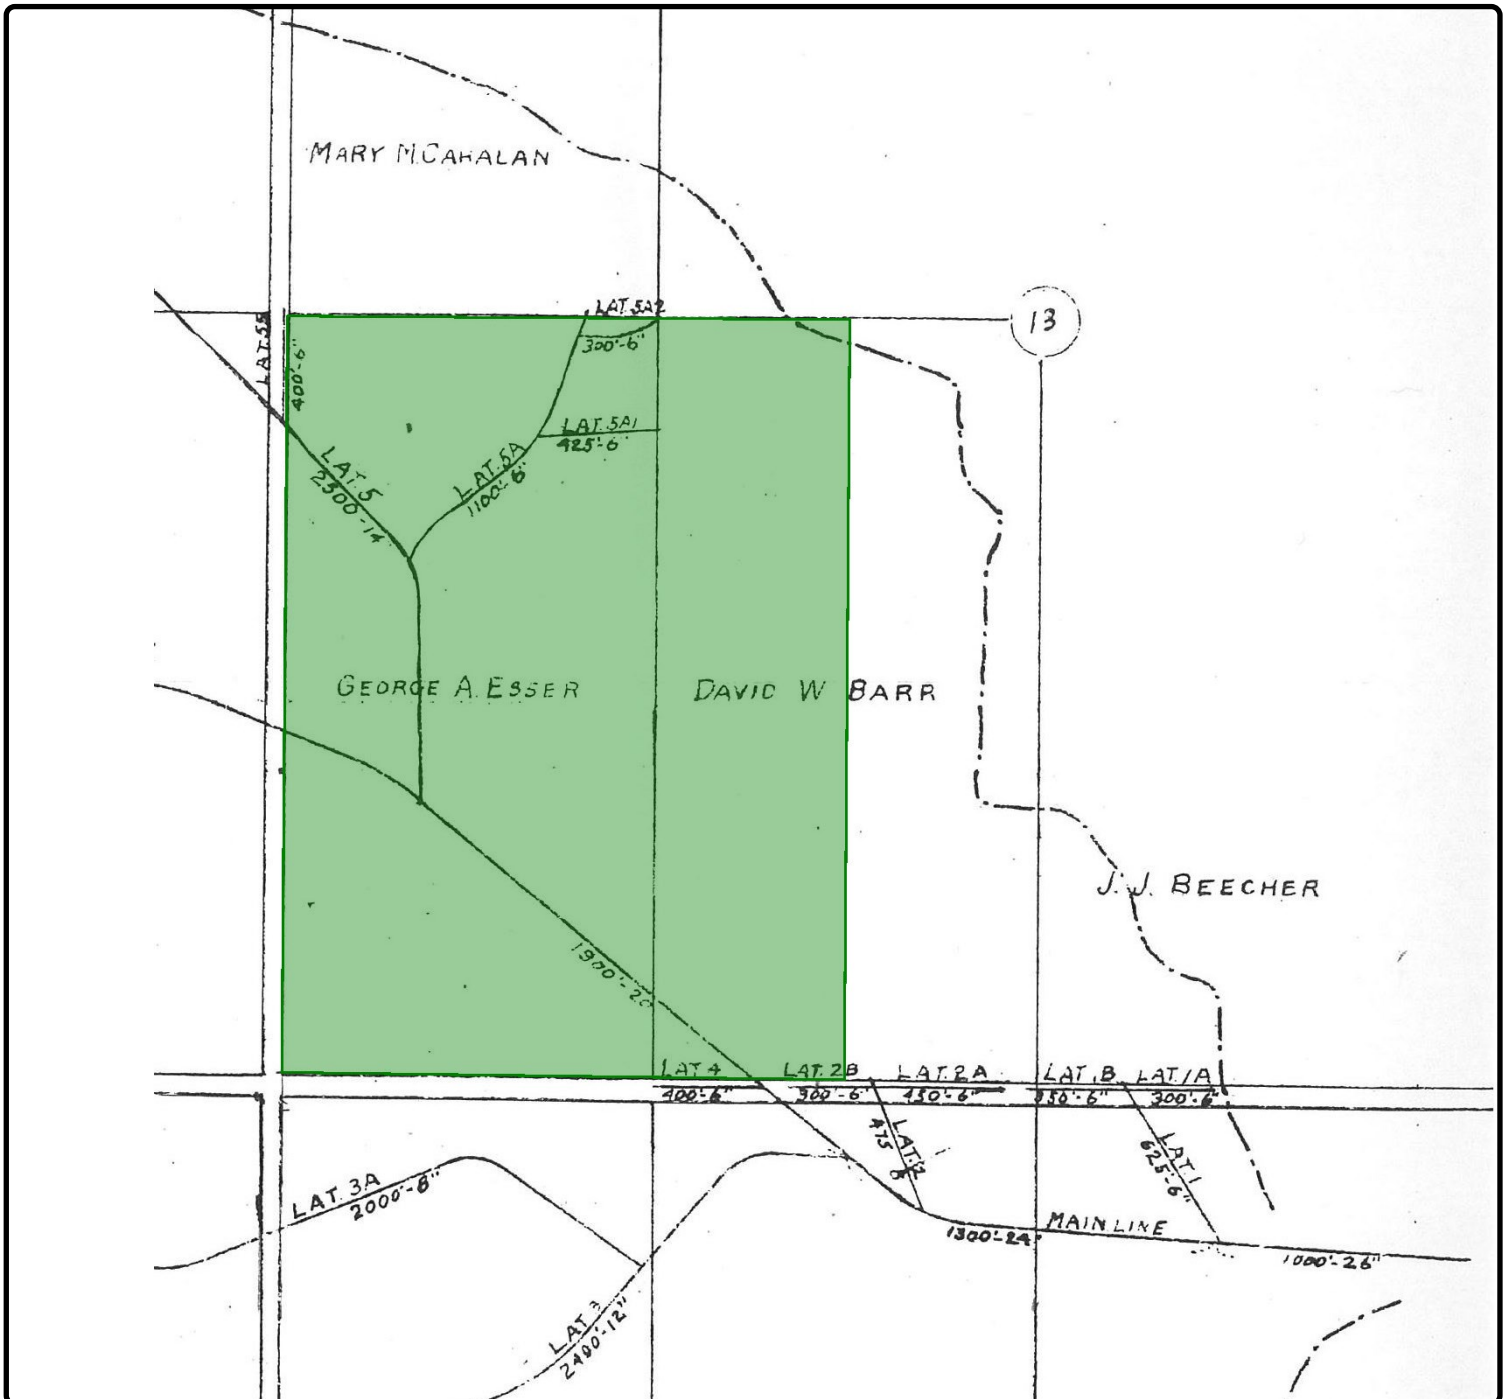 MARY M.CAHALAN
LAT.5A2
13
LAT.5B
400'-6"
300'-6"
LAT.5A1
425'-6"
LAT.5
2300'-14
LAT.5A
1100'-6"
GEORGE A. ESSER
DAVID W BARR
J. J. BEECHER
1900'-20
LAT 4
400'-6"
LAT.2B
300'-6"
LAT.2A
450'-6"
LAT.1B
350'-6"
LAT.1A
300'-6"
LAT.2
475
LAT.1
625'-6"
LAT. 3A
2000'-8"
MAIN LINE
1300'-24"
1000'-26"
LAT 3
2400'-12"